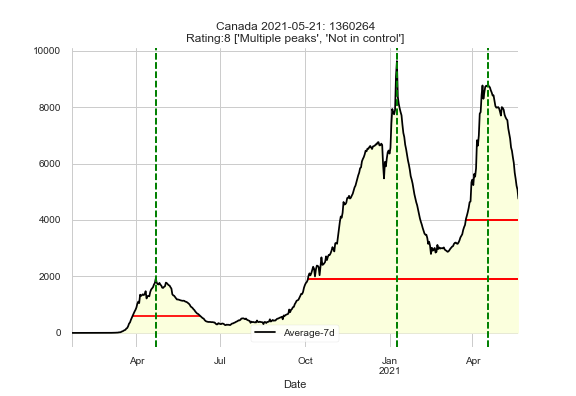 Canada 2021-05-21: 1360264
Rating:8 ['Multiple peaks', 'Not in control']
10000
8000
6000
4000
2000
0
Average-7d
Apr
Jul
Oct
Jan
2021
Apr
Date